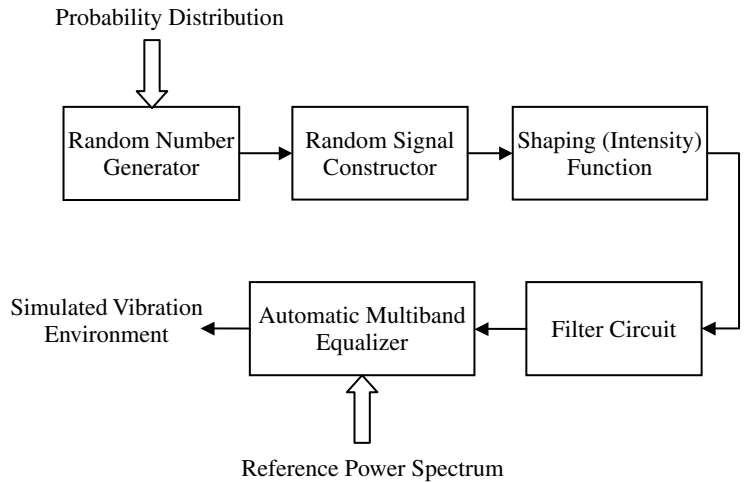 Probability Distribution
Random Number
Generator
Random Signal
Constructor
Shaping (Intensity)
Function
Simulated Vibration
Environment
Automatic Multiband
Equalizer
Filter Circuit
Reference Power Spectrum